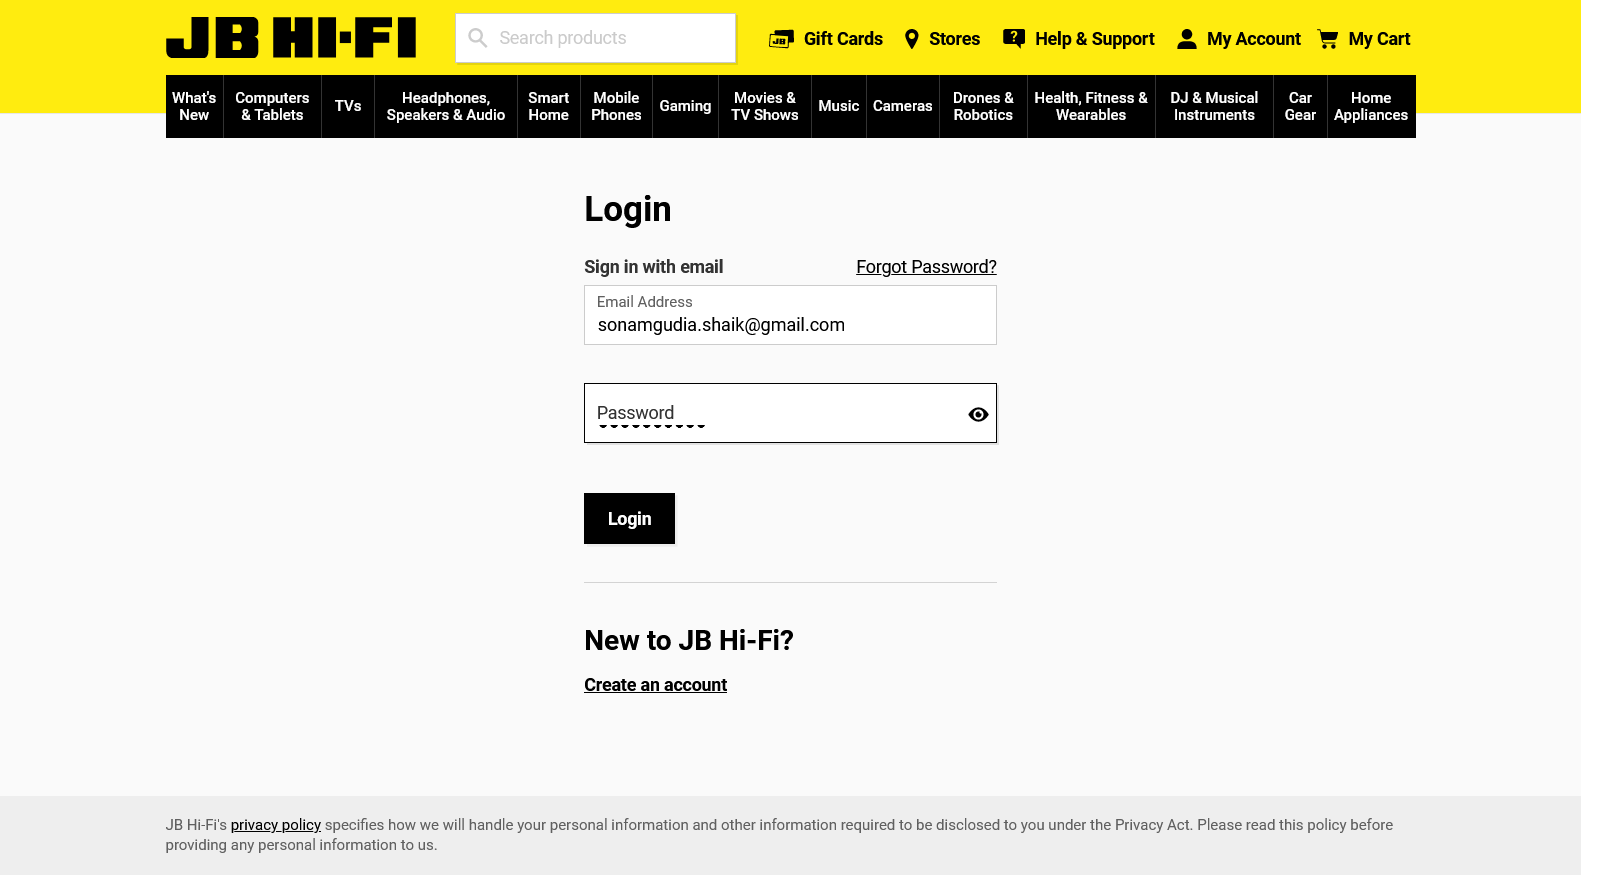 JB HI-FI
Search products
JB
Gift Cards
Stores
?
Help & Support
My Account
My Cart
What's
New
Computers
& Tablets
TVs
Headphones,
Speakers & Audio
Smart
Home
Mobile
Phones
Gaming
Movies &
TV Shows
Music
Cameras
Drones &
Robotics
Health, Fitness &
Wearables
DJ & Musical
Instruments
Car
Gear
Home
Appliances
Login
Sign in with email
Forgot Password?
Email Address
sonamgudia.shaik@gmail.com
Password
Login
New to JB Hi-Fi?
Create an account
JB Hi-Fi's privacy policy specifies how we will handle your personal information and other information required to be disclosed to you under the Privacy Act. Please read this policy before
providing any personal information to us.